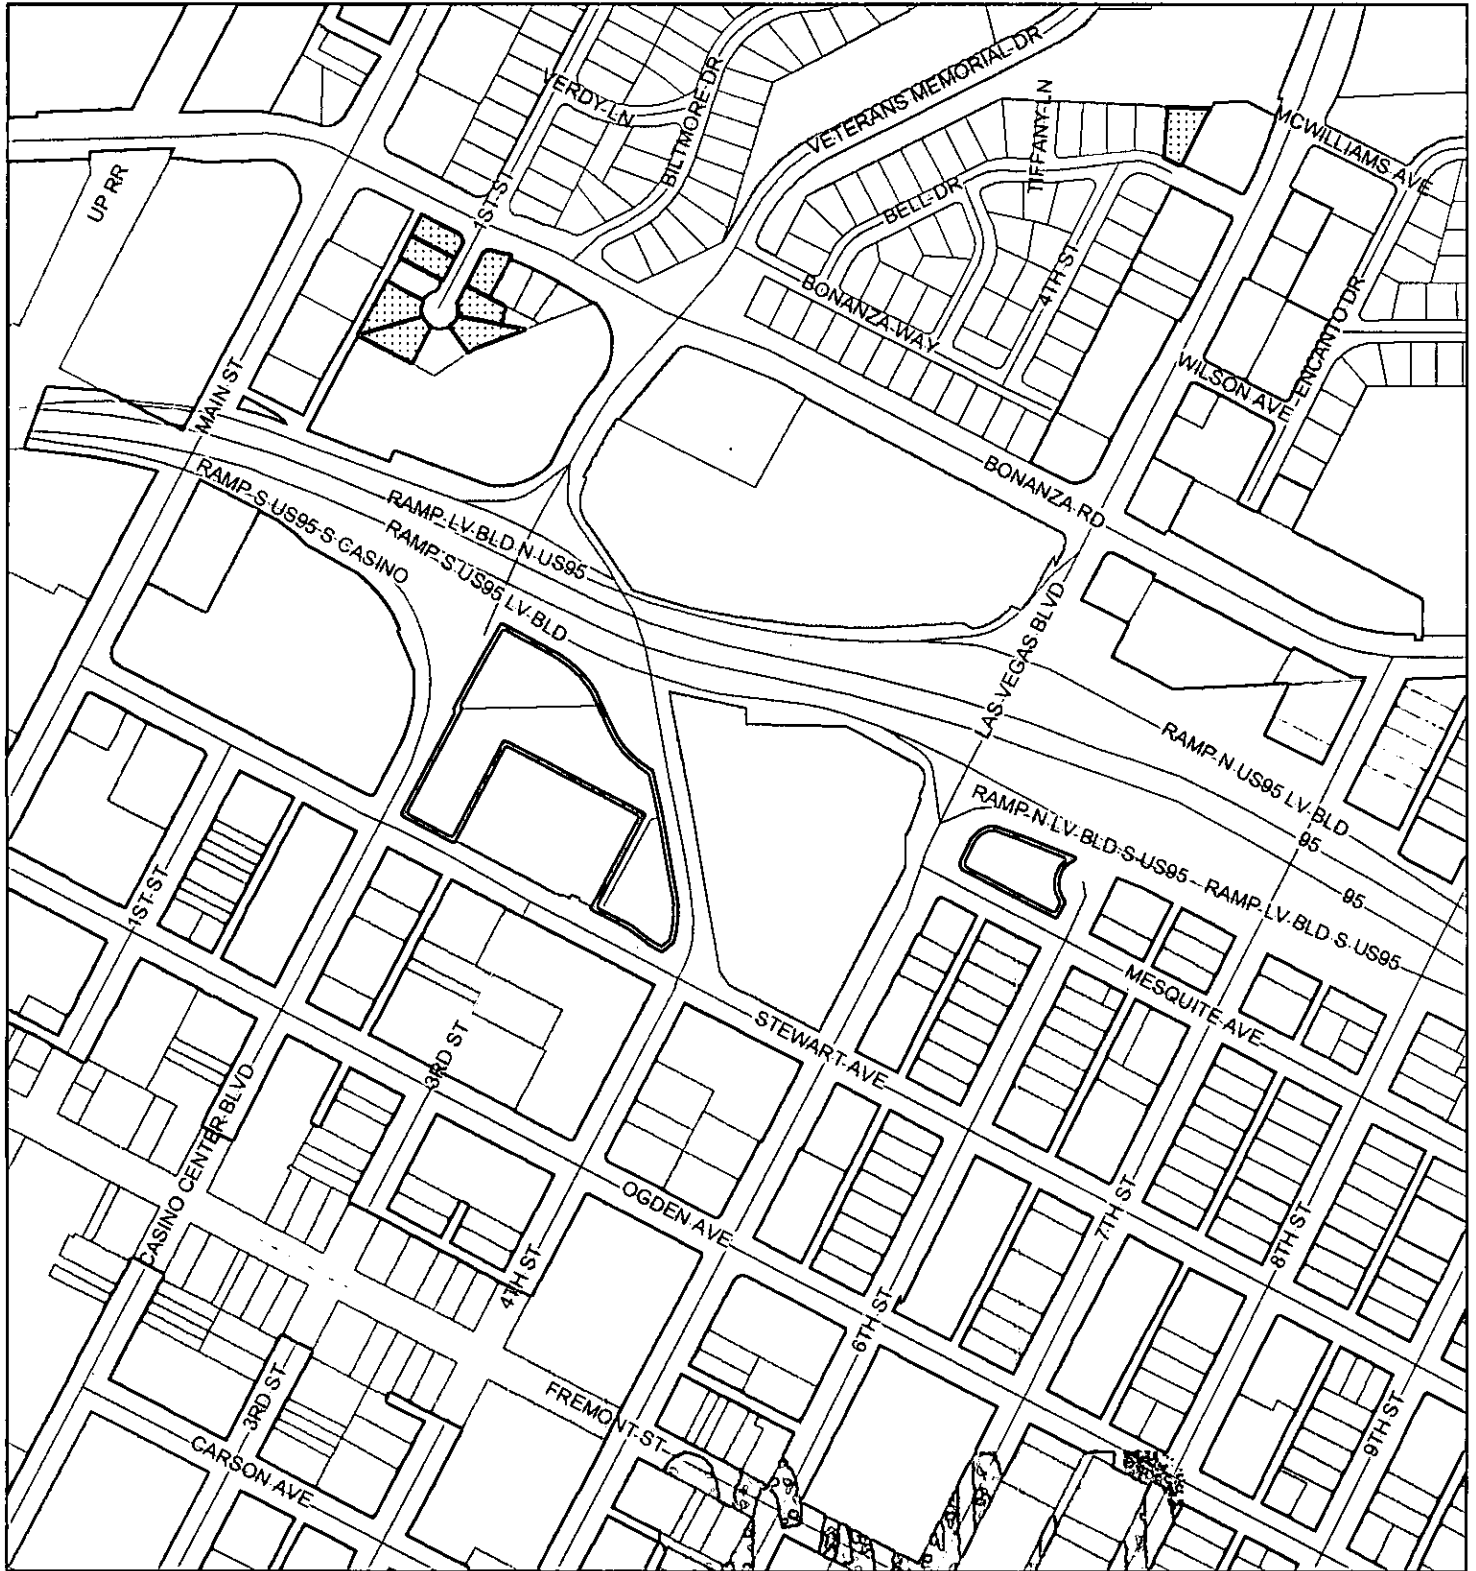 VERDY LN
BILTMORE DR
VETERANS MEMORIAL DR
TIFFANY LN
MCWILLIAMS AVE
UP RR
1ST ST
BELL DR
4TH ST
BONANZA WAY
ENCANTO DR
WILSON AVE
MAIN ST
BONANZA RD
RAMP S US95 S CASINO
RAMP LV BLD N US95
RAMP S US95 LV BLD
LAS VEGAS BLVD
RAMP N US95 LV BLD
95
RAMP N LV BLD S US95
RAMP LV BLD S US95
95
1ST ST
MESQUITE AVE
STEWART AVE
3RD ST
CASINO CENTER BLVD
OGDEN AVE
7TH ST
8TH ST
4TH ST
6TH ST
FREMONT ST
3RD ST
9TH ST
CARSON AVE